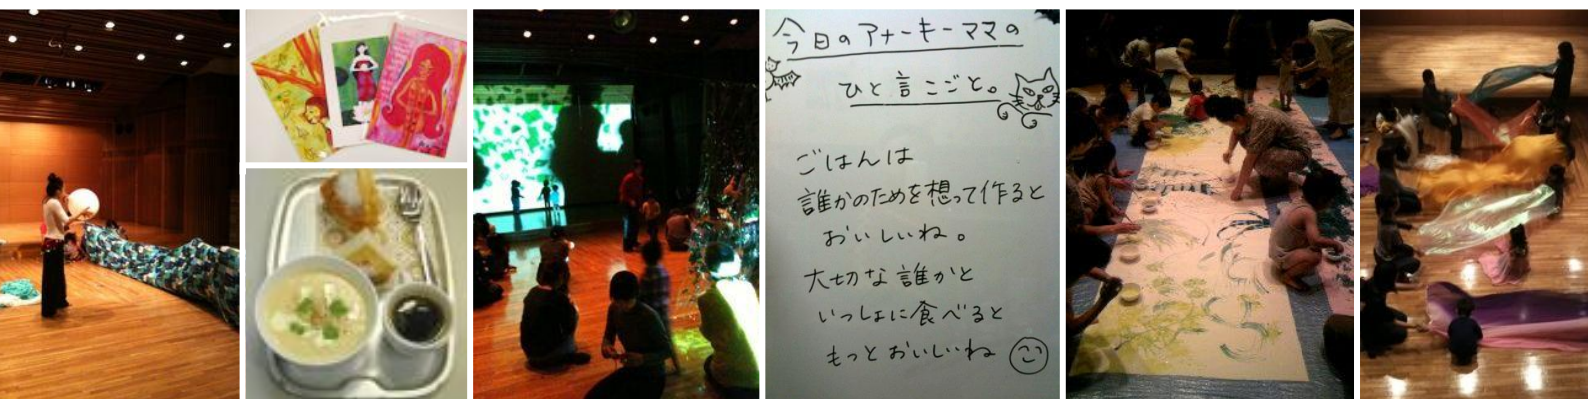 今日のアナーキーママの
ひと言こごと。
ごはんは
誰かのためを想って作ると
おいしいね。
大切な誰かと
いっしょに食べると
もっとおいしいね